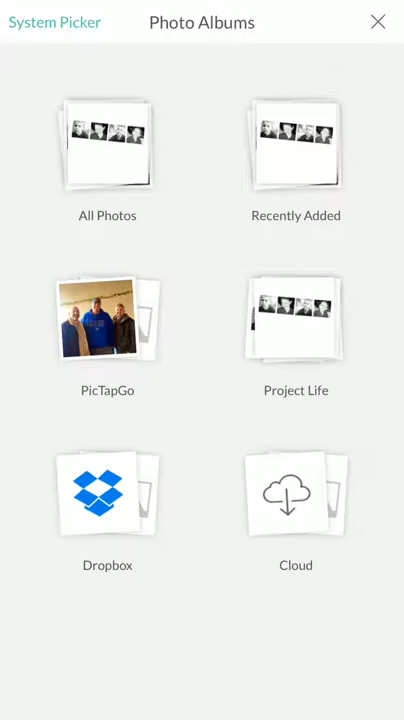 System Picker
Photo Albums
All Photos
Recently Added
PicTapGo
Project Life
Dropbox
Cloud